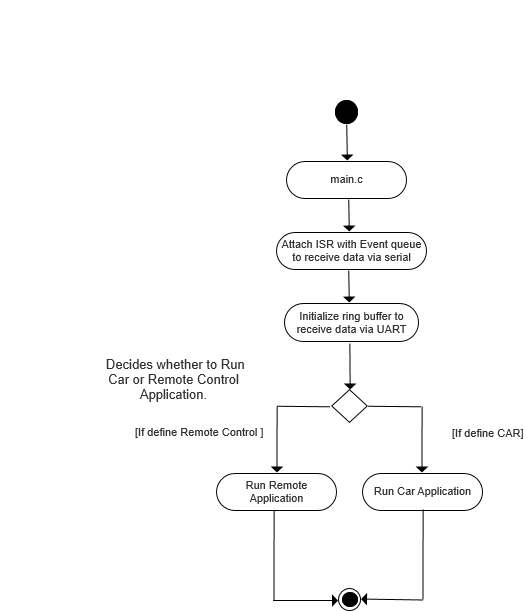 main.c
Attach ISR with Event queue
to receive data via serial
Initialize ring buffer to
receive data via UART
Decides whether to Run
Car or Remote Control
Application.
[If define Remote Control ]
[If define CAR]
Run Remote
Application
Run Car Application